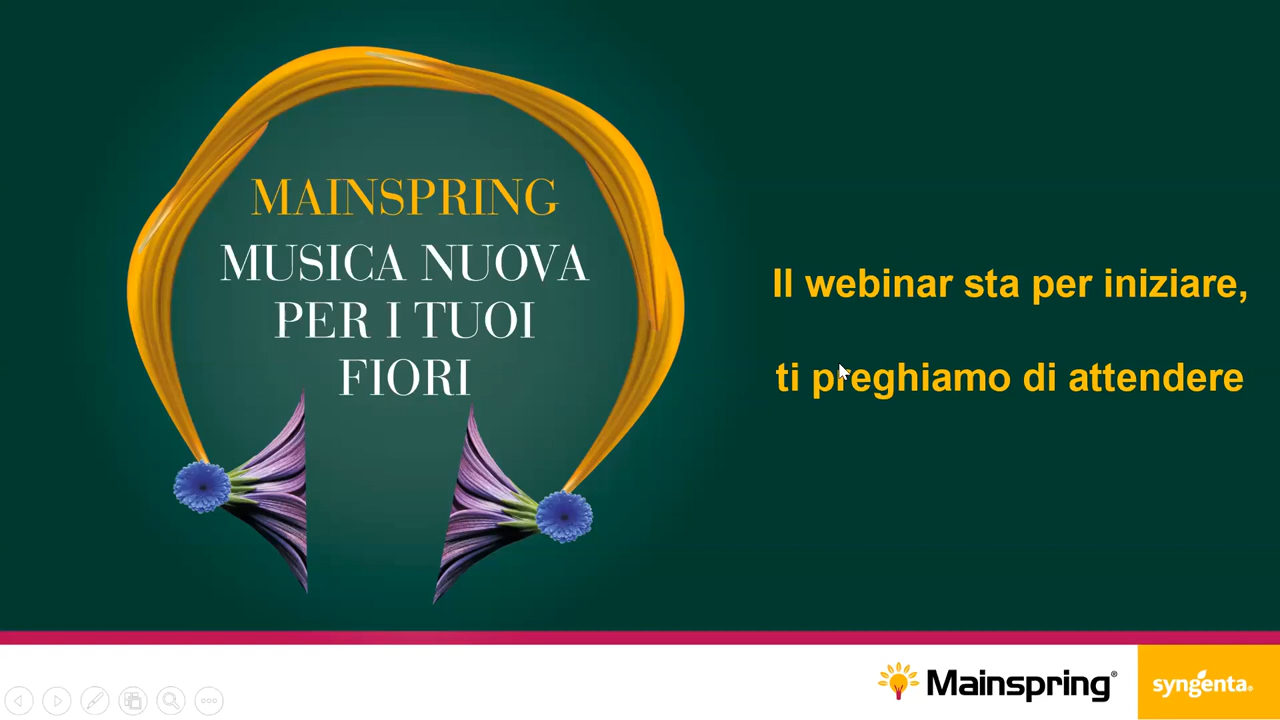 MAINSPRING
MUSICA NUOVA
PER I TUOI
FIORI
Il webinar sta per iniziare,
ti preghiamo di attendere
Mainspring®
syngenta®